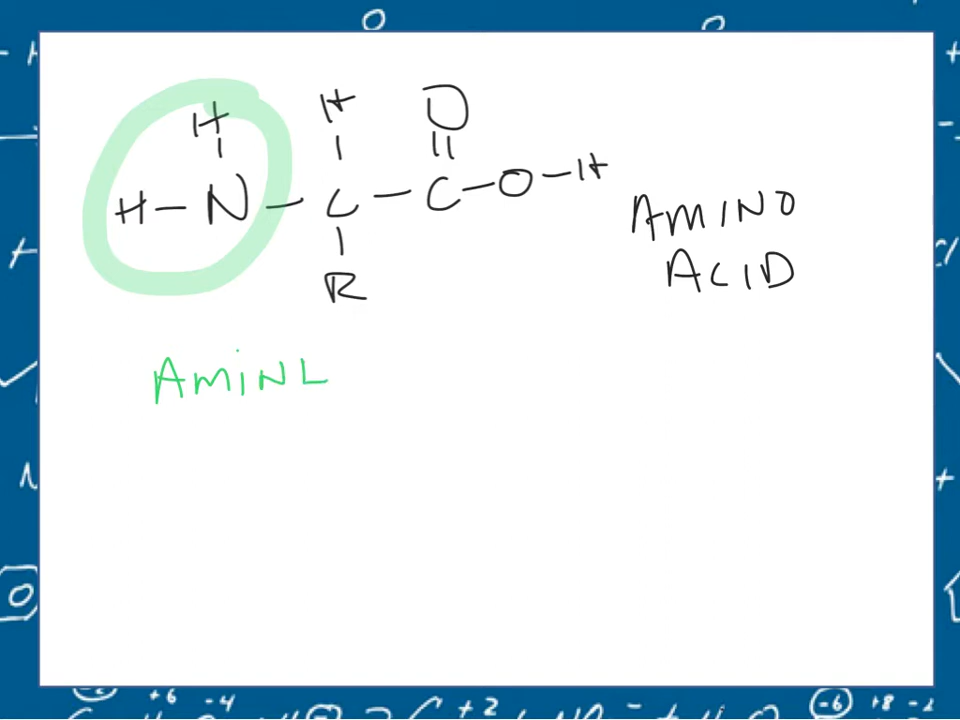 H H O
H – N – C – C – O – H
R
AMINO
ACID
AMINL